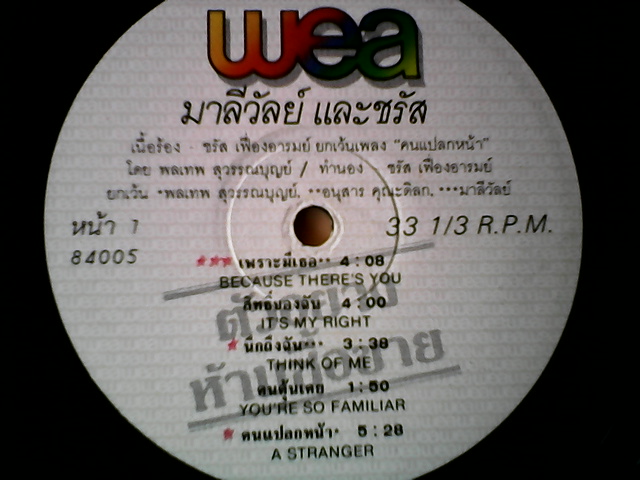 wea
มาลีวัลย์ และชรัส
เนื้อร้อง · ชรัส เฟื่องอารมย์ ยกเว้นเพลง "คนแปลกหน้า"
โดย พลเทพ สุวรรณบุญย์ / ทำนอง ชรัส เฟื่องอารมย์
ยกเว้น •พลเทพ สุวรรณบุญย์, ••อนุสาร คุณะดิลก, •••มาลีวัลย์
หน้า 1 33 1/3 R.P.M.
84005
★★★ เพราะมีเธอ•• 4:08
BECAUSE THERE'S YOU
สิทธิ์ของฉัน 4:00
IT'S MY RIGHT
★ นึกถึงฉัน••• 3:38
THINK OF ME
คนคุ้นเคย 1:50
YOU'RE SO FAMILIAR
★ คนแปลกหน้า• 5:28
A STRANGER
ตัวอย่าง
ห้ามซื้อขาย